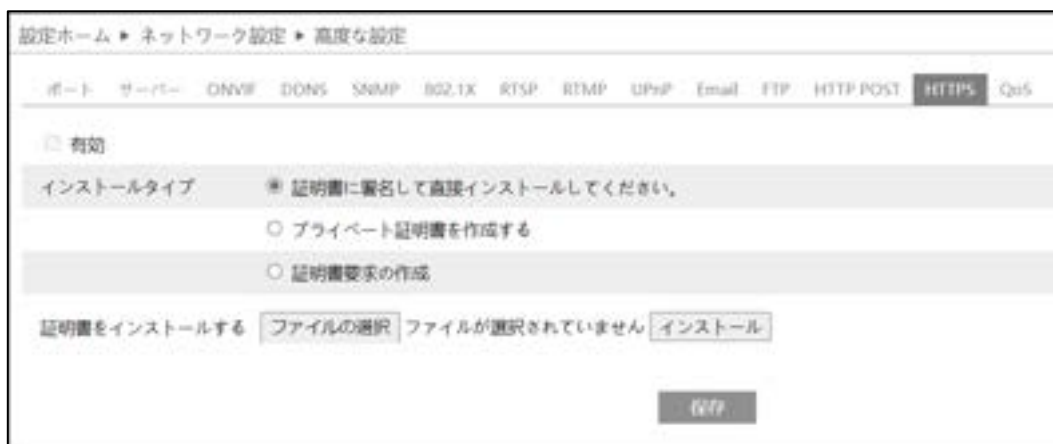 設定ホーム ▸ ネットワーク設定 ▸ 高度な設定
ポート サーバー ONVIF DDNS SNMP 802.1X RTSP RTMP UPnP Email FTP HTTP POST HTTPS QoS
有効
インストールタイプ 証明書に署名して直接インストールしてください。
プライベート証明書を作成する
証明書要求の作成
証明書をインストールする ファイルの選択 ファイルが選択されていません インストール
保存